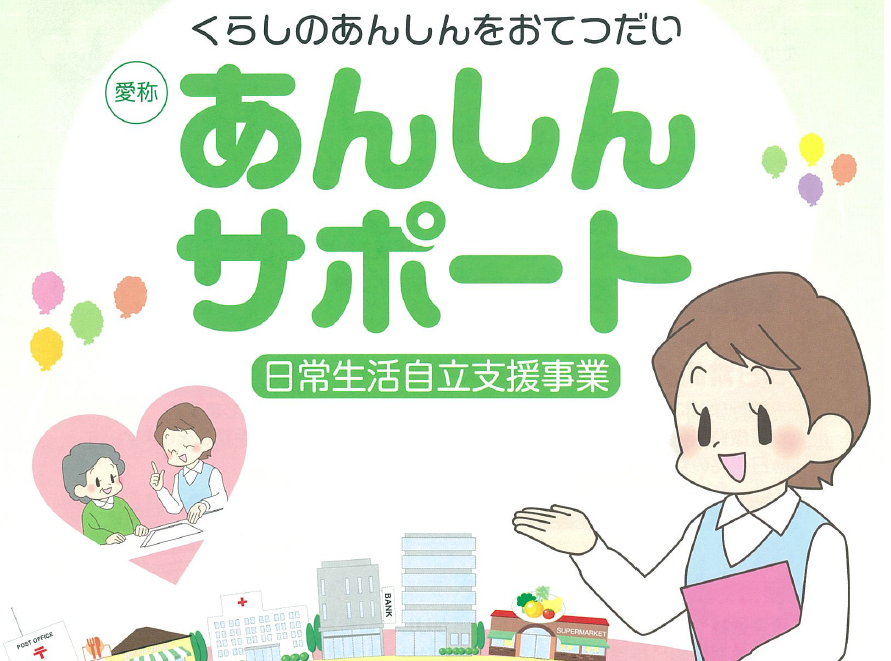 くらしのあんしんをおてつだい
愛称
あんしん
サポート
日常生活自立支援事業
BANK
POST OFFICE
〒
SUPERMARKET